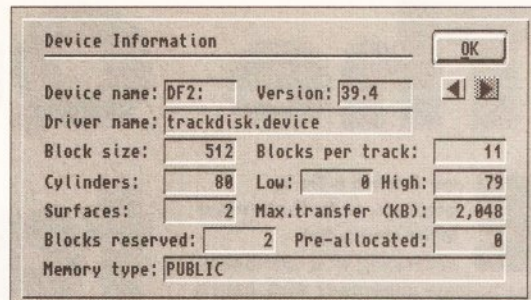 Device Information
OK
Device name: DF2: Version: 39.4
Driver name: trackdisk.device
Block size: 512 Blocks per track: 11
Cylinders: 80 Low: 0 High: 79
Surfaces: 2 Max.transfer (KB): 2,048
Blocks reserved: 2 Pre-allocated: 0
Memory type: PUBLIC